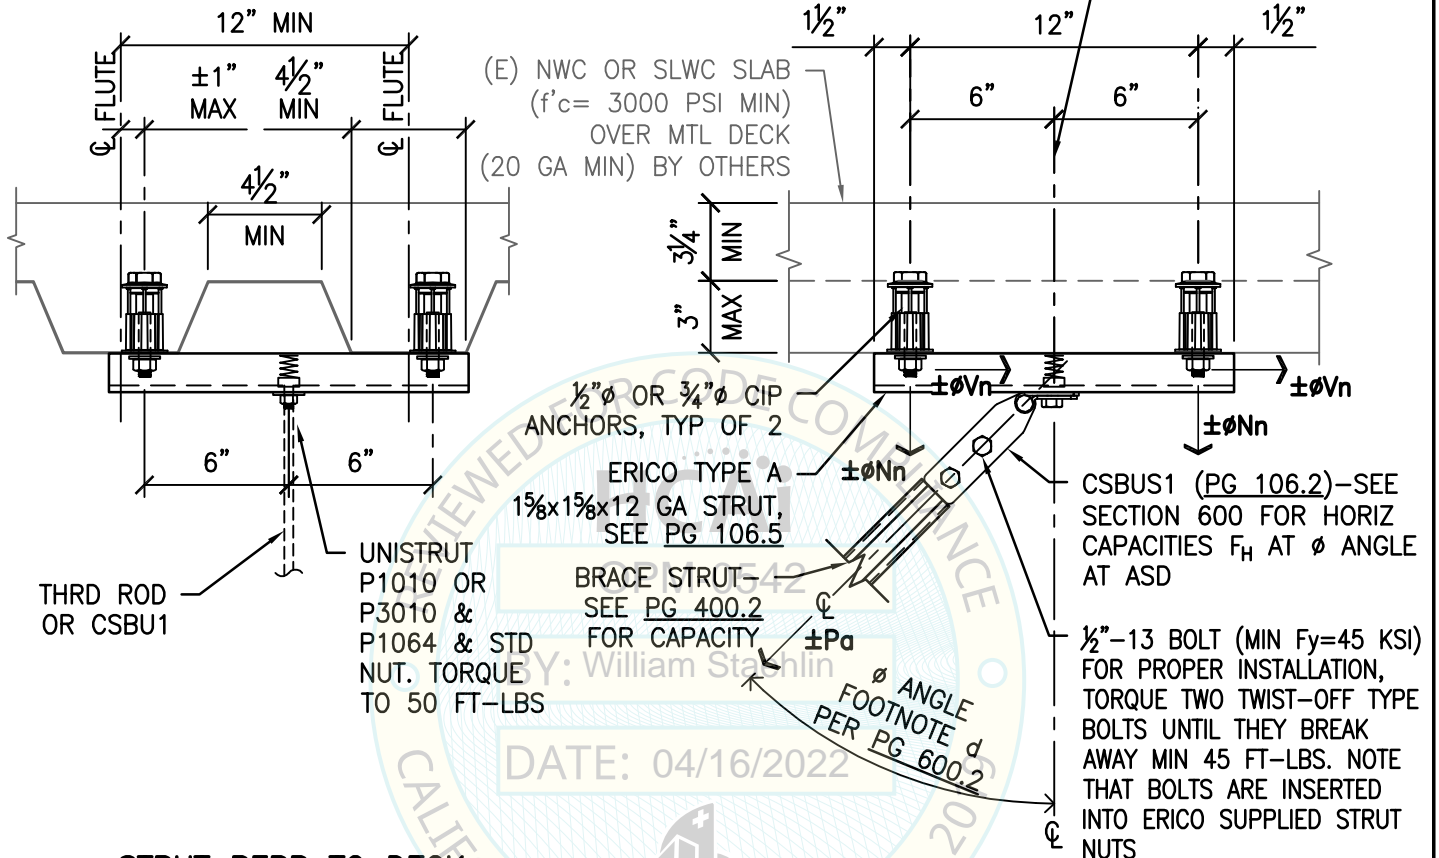 12" MIN
℄ FLUTE
±1"
MAX
4½"
MIN
℄ FLUTE
4½"
MIN
6"
6"
THRD ROD
OR CSBU1
UNISTRUT
P1010 OR
P3010 &
P1064 & STD
NUT. TORQUE
TO 50 FT-LBS
(E) NWC OR SLWC SLAB
(f'c= 3000 PSI MIN)
OVER MTL DECK
(20 GA MIN) BY OTHERS
1½"
12"
1½"
6"
6"
3¼"
MIN
3"
MAX
½"ø OR ¾"ø CIP
ANCHORS, TYP OF 2
ERICO TYPE A
1⅝x1⅝x12 GA STRUT,
SEE PG 106.5
BRACE STRUT-
SEE PG 400.2
FOR CAPACITY
±øVn
±øVn
±øNn
±øNn
℄
±Pa
ø ANGLE
FOOTNOTE d
PER PG 600.2
℄
CSBUS1 (PG 106.2)-SEE
SECTION 600 FOR HORIZ
CAPACITIES FH AT ø ANGLE
AT ASD
½"-13 BOLT (MIN Fy=45 KSI)
FOR PROPER INSTALLATION,
TORQUE TWO TWIST-OFF TYPE
BOLTS UNTIL THEY BREAK
AWAY MIN 45 FT-LBS. NOTE
THAT BOLTS ARE INSERTED
INTO ERICO SUPPLIED STRUT
NUTS
REVIEWED FOR CODE COMPLIANCE
HCAi
OPM-0542
BY: William Staehlin
DATE: 04/16/2022